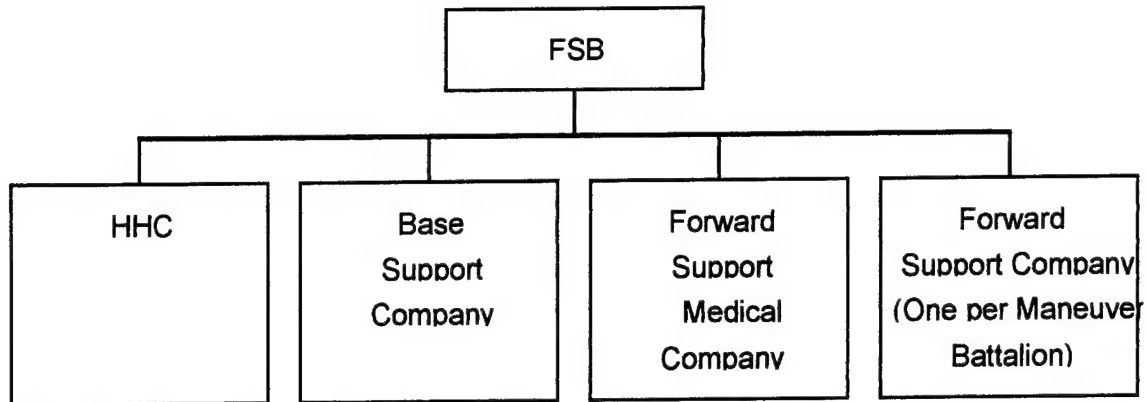 FSB
HHC
Base
Support
Company
Forward
Support
Medical
Company
Forward
Support Company
(One per Maneuver
Battalion)